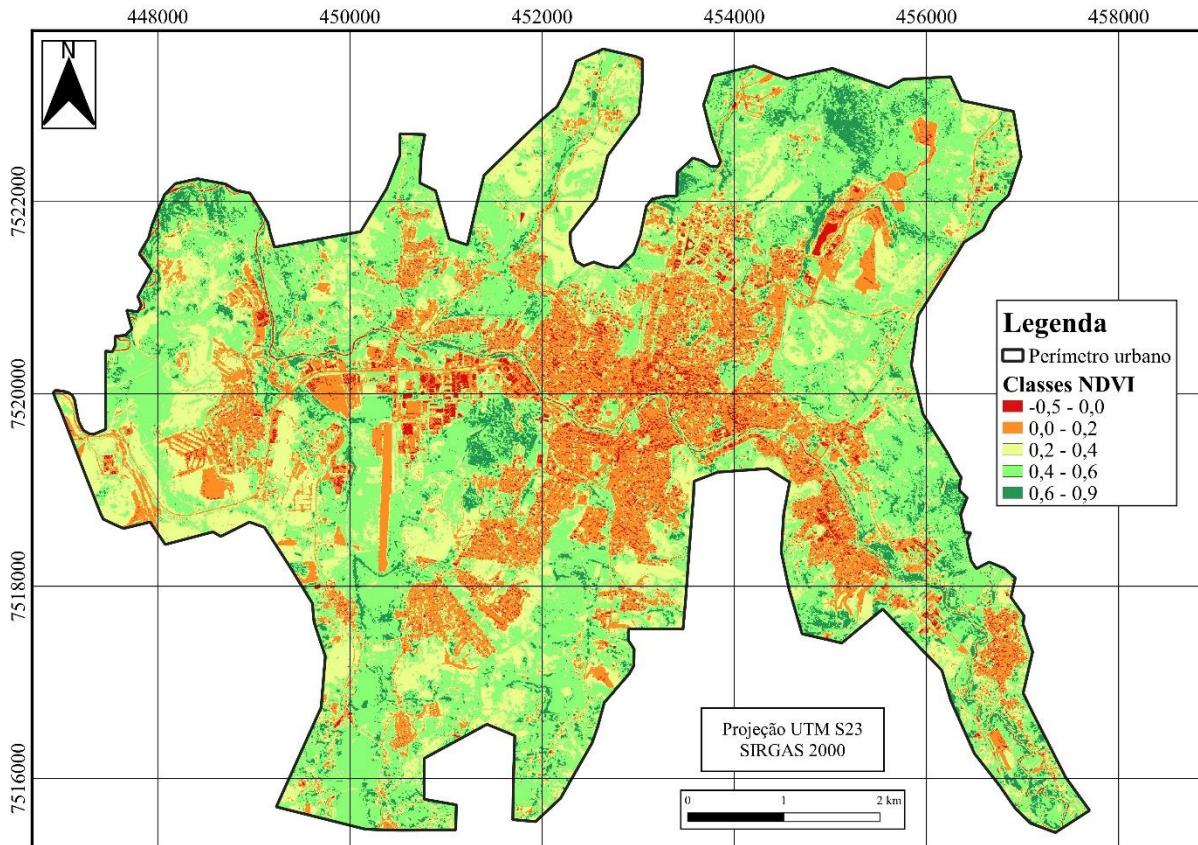 448000 450000 452000 454000 456000 458000
N
7522000
7520000
7518000
7516000
Legenda
Perímetro urbano
Classes NDVI
-0,5 - 0,0
0,0 - 0,2
0,2 - 0,4
0,4 - 0,6
0,6 - 0,9
Projeção UTM S23
SIRGAS 2000
0 1 2 km